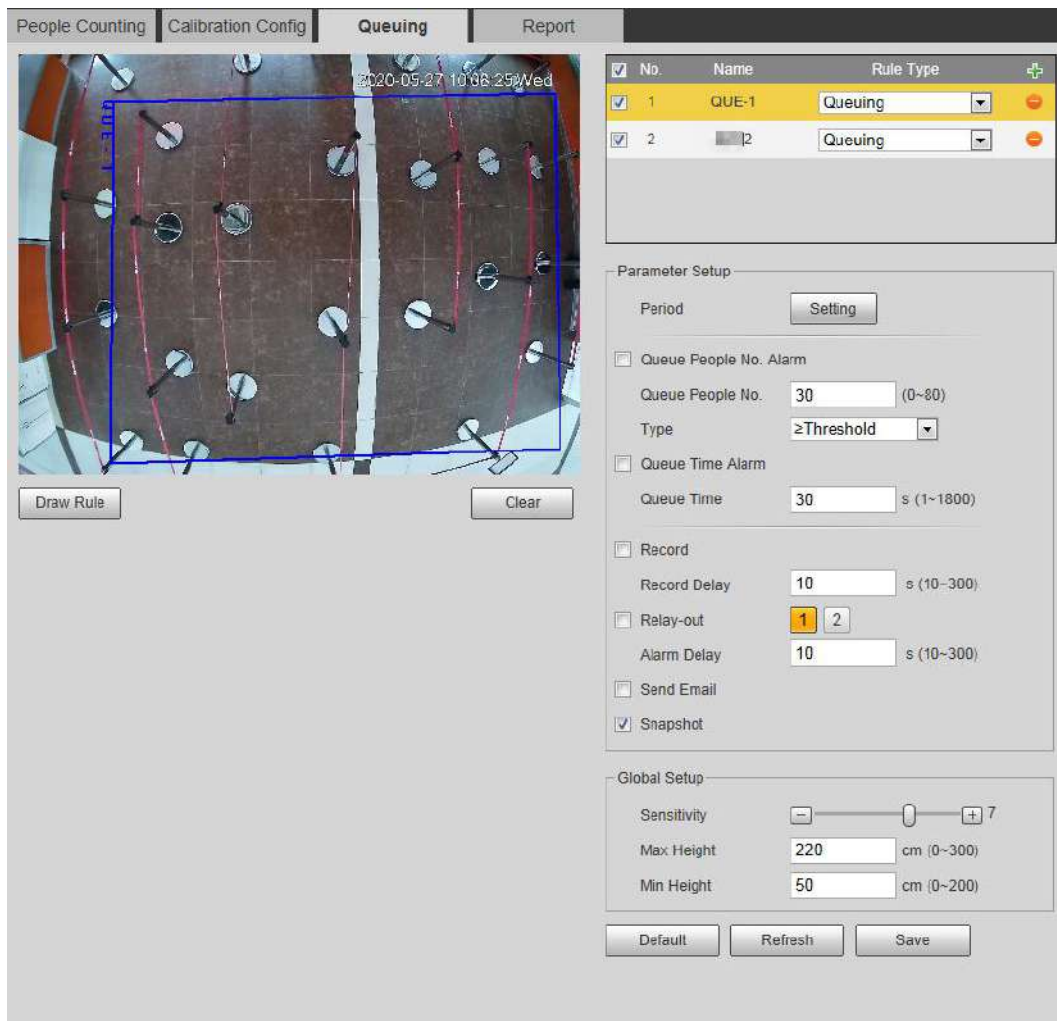 People Counting Calibration Config Queuing Report
2020-05-27 10:08:25 Wed
QUE-1
No. Name Rule Type
1 QUE-1 Queuing
2 2 Queuing
Parameter Setup
Period Setting
Queue People No. Alarm
Queue People No. 30 (0~80)
Type ≥Threshold
Queue Time Alarm
Queue Time 30 s (1~1800)
Draw Rule Clear
Record
Record Delay 10 s (10~300)
Relay-out 1 2
Alarm Delay 10 s (10~300)
Send Email
Snapshot
Global Setup
Sensitivity 7
Max Height 220 cm (0~300)
Min Height 50 cm (0~200)
Default Refresh Save